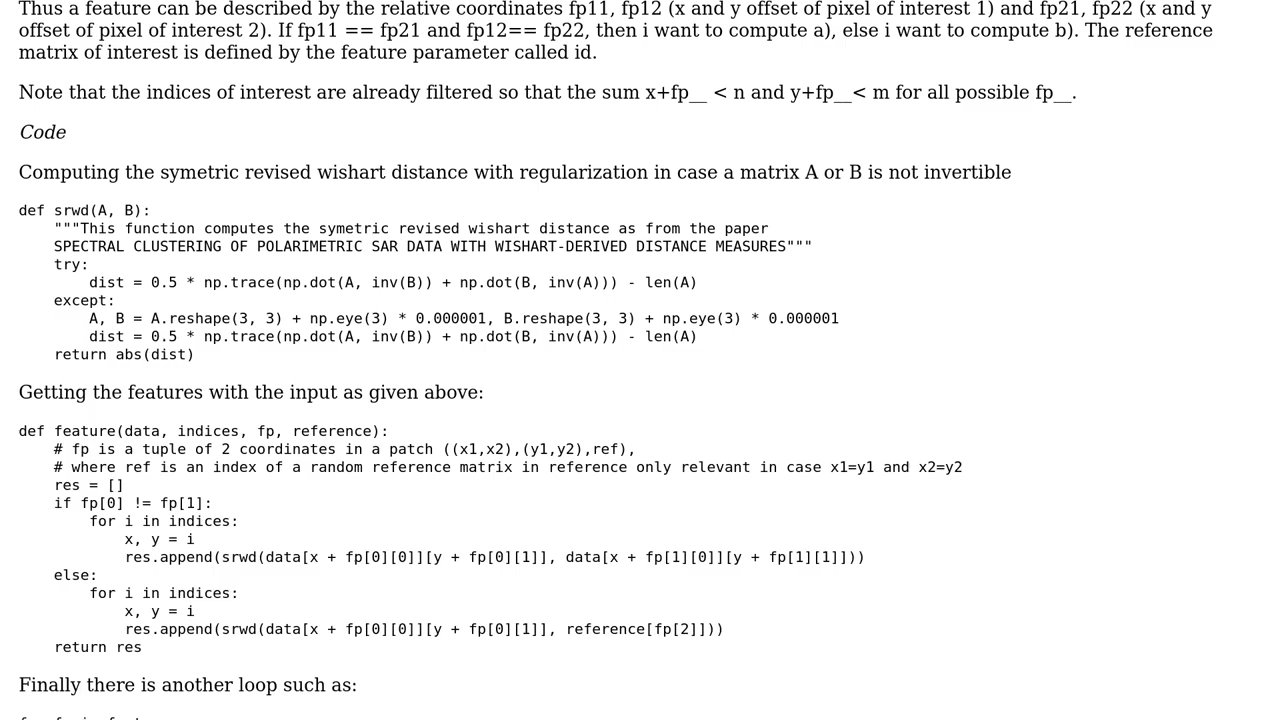 Thus a feature can be described by the relative coordinates fp11, fp12 (x and y offset of pixel of interest 1) and fp21, fp22 (x and y
offset of pixel of interest 2). If fp11 == fp21 and fp12== fp22, then i want to compute a), else i want to compute b). The reference
matrix of interest is defined by the feature parameter called id.
Note that the indices of interest are already filtered so that the sum x+fp__ < n and y+fp__< m for all possible fp__.
Code
Computing the symetric revised wishart distance with regularization in case a matrix A or B is not invertible
def srwd(A, B):
    """This function computes the symetric revised wishart distance as from the paper
    SPECTRAL CLUSTERING OF POLARIMETRIC SAR DATA WITH WISHART-DERIVED DISTANCE MEASURES"""
    try:
        dist = 0.5 * np.trace(np.dot(A, inv(B)) + np.dot(B, inv(A))) - len(A)
    except:
        A, B = A.reshape(3, 3) + np.eye(3) * 0.000001, B.reshape(3, 3) + np.eye(3) * 0.000001
        dist = 0.5 * np.trace(np.dot(A, inv(B)) + np.dot(B, inv(A))) - len(A)
    return abs(dist)
Getting the features with the input as given above:
def feature(data, indices, fp, reference):
    # fp is a tuple of 2 coordinates in a patch ((x1,x2),(y1,y2),ref),
    # where ref is an index of a random reference matrix in reference only relevant in case x1=y1 and x2=y2
    res = []
    if fp[0] != fp[1]:
        for i in indices:
            x, y = i
            res.append(srwd(data[x + fp[0][0]][y + fp[0][1]], data[x + fp[1][0]][y + fp[1][1]]))
    else:
        for i in indices:
            x, y = i
            res.append(srwd(data[x + fp[0][0]][y + fp[0][1]], reference[fp[2]]))
    return res
Finally there is another loop such as: